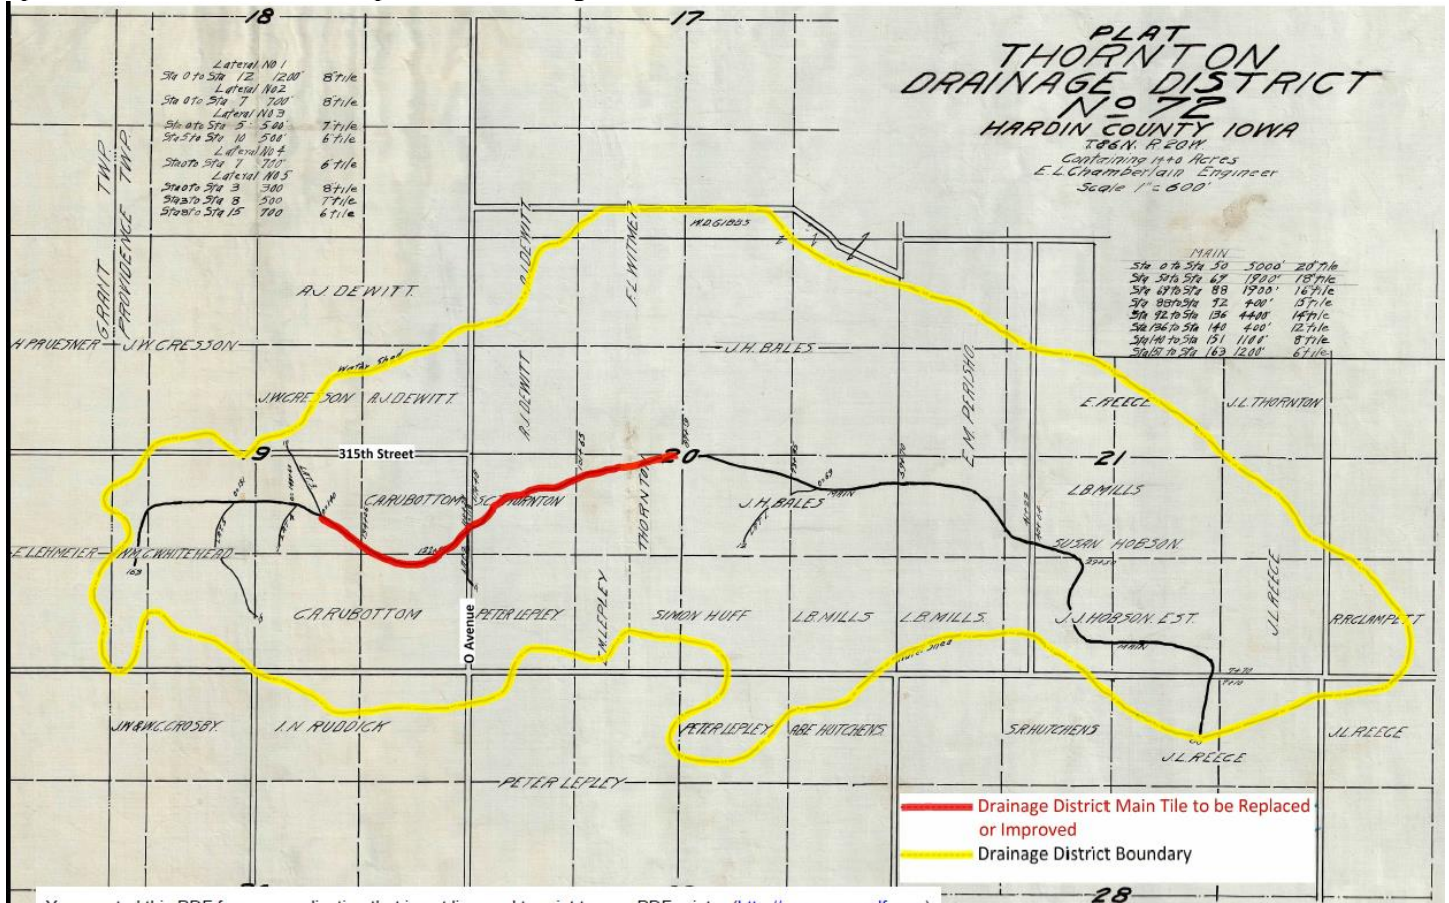 18
17
PLAT
THORNTON
DRAINAGE DISTRICT
Nº 72
HARDIN COUNTY IOWA
T86N. R20W.
Containing 1440 Acres
E.L. Chamberlain Engineer
Scale 1"=600'
Lateral No 1
Sta 0 to Sta 12 1200' 8"tile
Lateral No 2
Sta 0 to Sta 7 700' 8"tile
Lateral No 3
Sta 0 to Sta 5 500' 7"tile
Sta 5 to Sta 10 500' 6"tile
Lateral No 4
Sta 0 to Sta 7 700' 6"tile
Lateral No 5
Sta 0 to Sta 3 300 8"tile
Sta 3 to Sta 8 500 7"tile
Sta 8 to Sta 15 700 6"tile
MAIN
Sta 0 to Sta 50 5000' 20"tile
Sta 50 to Sta 69 1900' 18"tile
Sta 69 to Sta 88 1900' 16"tile
Sta 88 to Sta 92 400' 15"tile
Sta 92 to Sta 136 4400' 14"tile
Sta 136 to Sta 140 400' 12"tile
Sta 140 to Sta 151 1100' 8"tile
Sta 151 to Sta 163 1200' 6"tile
GRANT TWP.
PROVIDENCE TWP.
A.J. DEWITT
F.L. WITMER
W.D. GIBBS
A.J. DEWITT.
H PRUESNER
J.W. CRESSON
Water Shed
J.H. BALES
J.W. CRESSON
A.J. DEWITT.
A.J. DEWITT
E.M. PERISHO.
E. REECE
J.L. THORNTON
9
315th Street
20
21
C.A. RUBOTTOM
S.C. THORNTON
THORNTON
J.H. BALES
MAIN
L.B. MILLS
E. LEHMEIER
WM. C. WHITEHEAD
SUSAN HOBSON.
163
C.A. RUBOTTOM
O Avenue
PETER LEPLEY.
E.N. LEPLEY
SIMON HUFF
L.B. MILLS
L.B. MILLS.
J.J. HOBSON. EST.
J.L. REECE
R.R. CLAMPETT
MAIN
7+70
J.W. & W.C. CROSBY.
I.N RUDDICK
PETER LEPLEY
ABE HUTCHENS
S.R. HUTCHENS
J.L. REECE
J.L. REECE
PETER LEPLEY
Drainage District Main Tile to be Replaced
or Improved
Drainage District Boundary
28